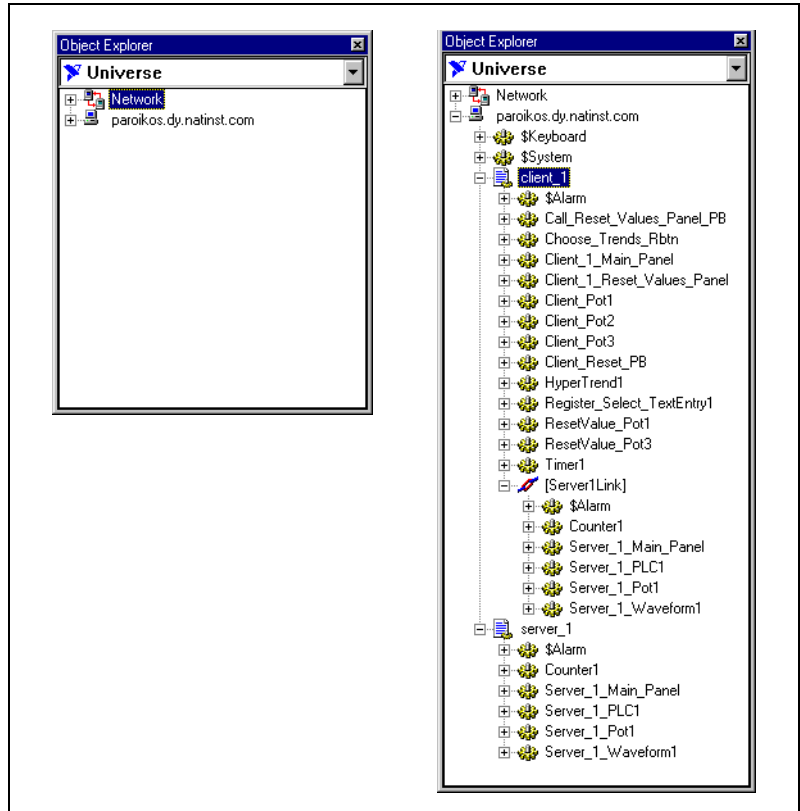 Object Explorer
Universe
Network
paroikos.dy.natinst.com
Object Explorer
Universe
Network
paroikos.dy.natinst.com
$Keyboard
$System
client_1
$Alarm
Call_Reset_Values_Panel_PB
Choose_Trends_Rbtn
Client_1_Main_Panel
Client_1_Reset_Values_Panel
Client_Pot1
Client_Pot2
Client_Pot3
Client_Reset_PB
HyperTrend1
Register_Select_TextEntry1
ResetValue_Pot1
ResetValue_Pot3
Timer1
[Server1Link]
$Alarm
Counter1
Server_1_Main_Panel
Server_1_PLC1
Server_1_Pot1
Server_1_Waveform1
server_1
$Alarm
Counter1
Server_1_Main_Panel
Server_1_PLC1
Server_1_Pot1
Server_1_Waveform1